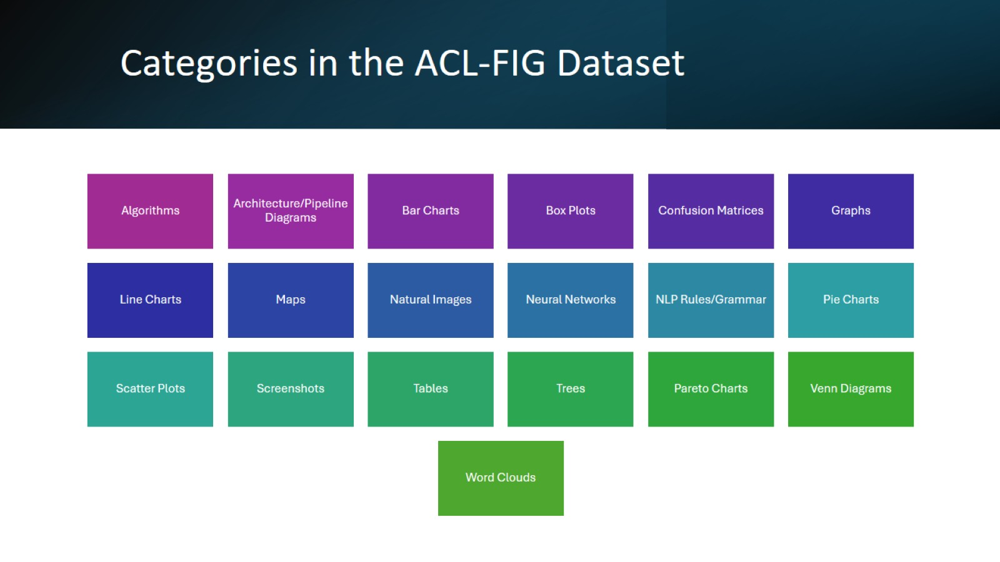 Categories in the ACL-FIG Dataset
Algorithms
Architecture/Pipeline
Diagrams
Bar Charts
Box Plots
Confusion Matrices
Graphs
Line Charts
Maps
Natural Images
Neural Networks
NLP Rules/Grammar
Pie Charts
Scatter Plots
Screenshots
Tables
Trees
Pareto Charts
Venn Diagrams
Word Clouds